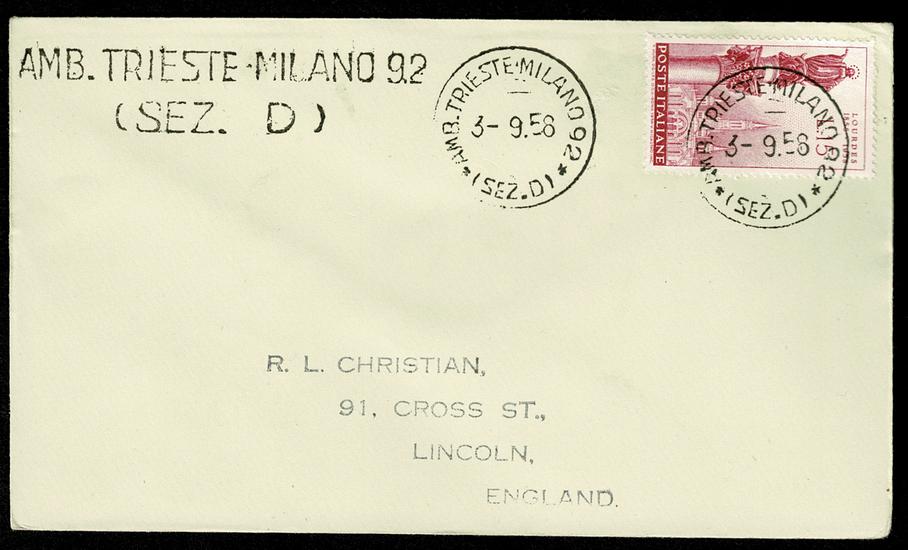 AMB. TRIESTE-MILANO 92
(SEZ. D)
AMB. TRIESTE-MILANO 92
3- 9.58
* (SEZ. D) *
POSTE ITALIANE
LOURDES
15
AMB. TRIESTE-MILANO 92
3- 9.58
* (SEZ. D) *
R. L. CHRISTIAN,
91, CROSS ST.,
LINCOLN,
ENGLAND.